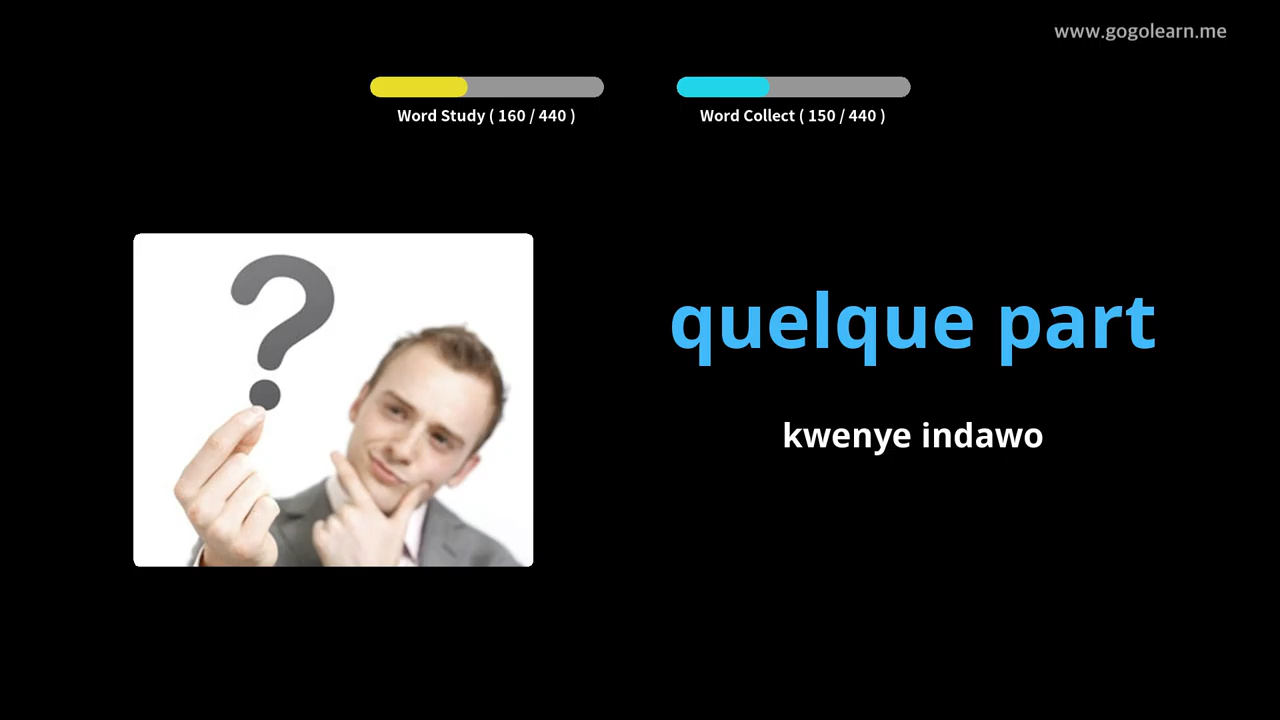 www.gogolearn.me
Word Study ( 160 / 440 )
Word Collect ( 150 / 440 )
quelque part
kwenye indawo